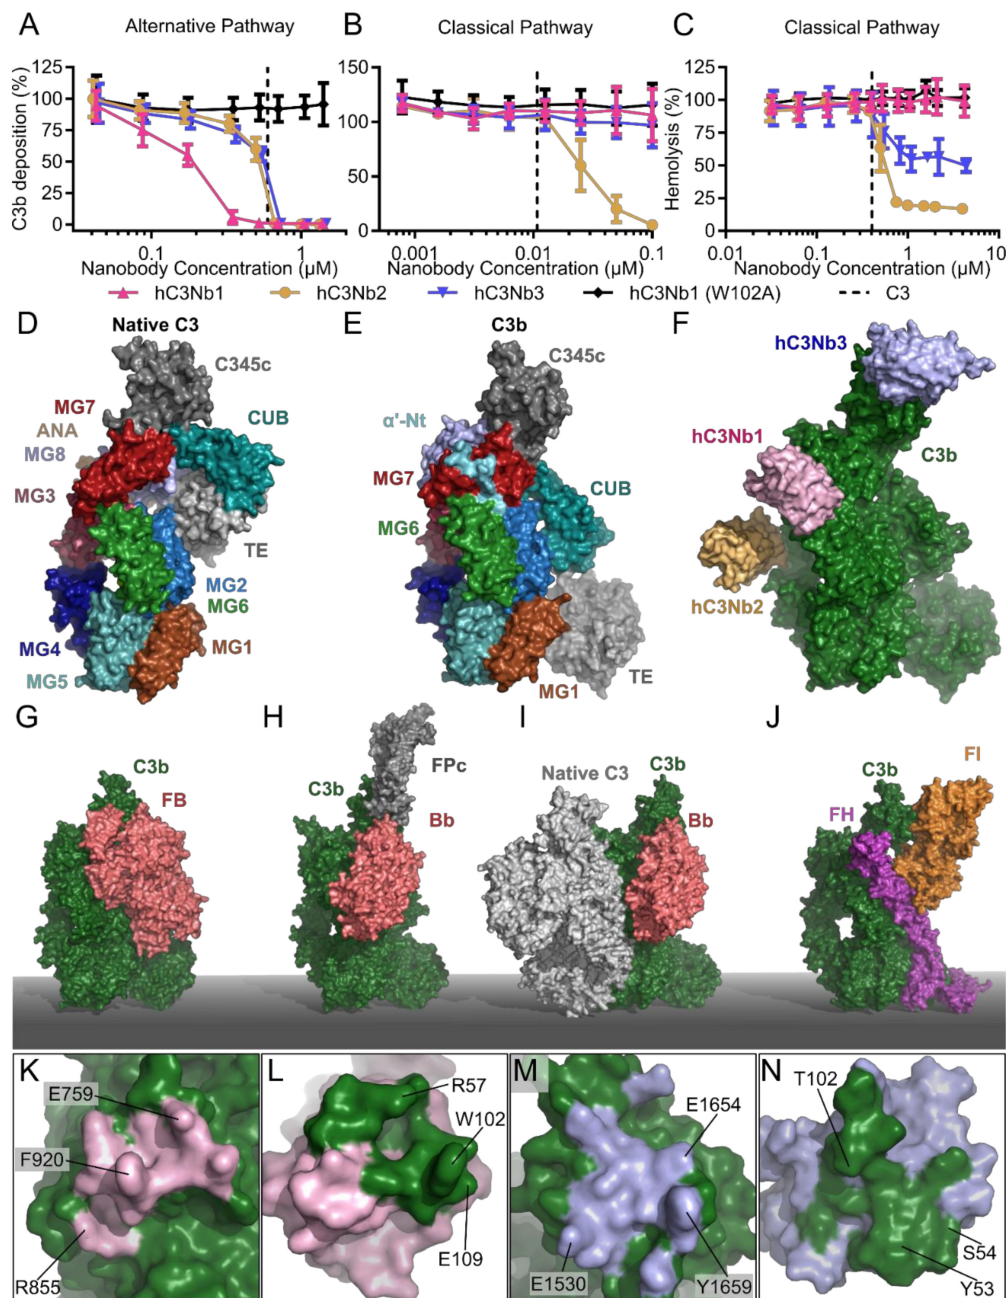 A Alternative Pathway
B Classical Pathway
C Classical Pathway
C3b deposition (%)
125
100
75
50
25
0
0.1 1
Nanobody Concentration (µM)
150
100
50
0
0.001 0.01 0.1
Nanobody Concentration (µM)
Hemolysis (%)
125
100
75
50
25
0
0.01 0.1 1 10
Nanobody Concentration (µM)
hC3Nb1 hC3Nb2 hC3Nb3 hC3Nb1 (W102A) C3
D Native C3
C345c
MG7
ANA
MG8
MG3
CUB
TE
MG2
MG6
MG4
MG1
MG5
E C3b
C345c
α'-Nt
MG7
CUB
MG6
MG1
TE
F
hC3Nb3
hC3Nb1
C3b
hC3Nb2
G
C3b
FB
H
C3b
FPc
Bb
I
Native C3
C3b
Bb
J
C3b
FI
FH
K
E759
F920
R855
L
R57
W102
E109
M
E1654
E1530
Y1659
N
T102
S54
Y53